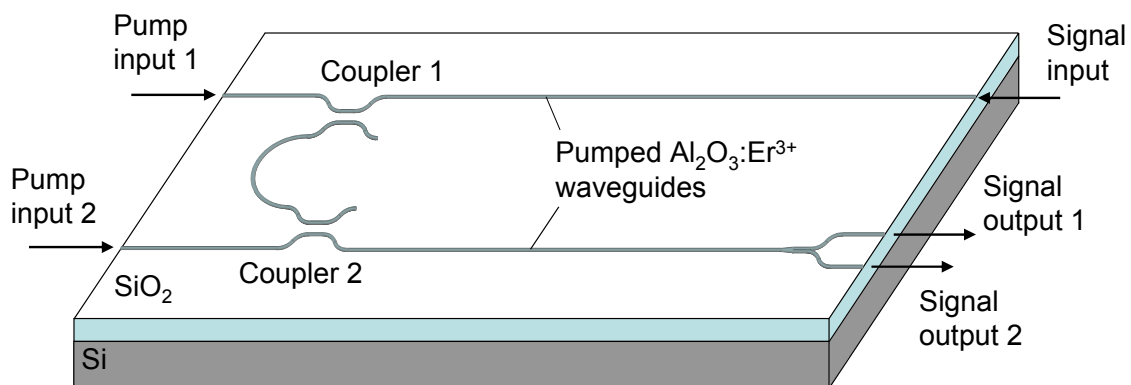 Pump
input 1
Coupler 1
Signal
input
Pumped Al₂O₃:Er³⁺
waveguides
Pump
input 2
Signal
output 1
Coupler 2
SiO₂
Signal
output 2
Si